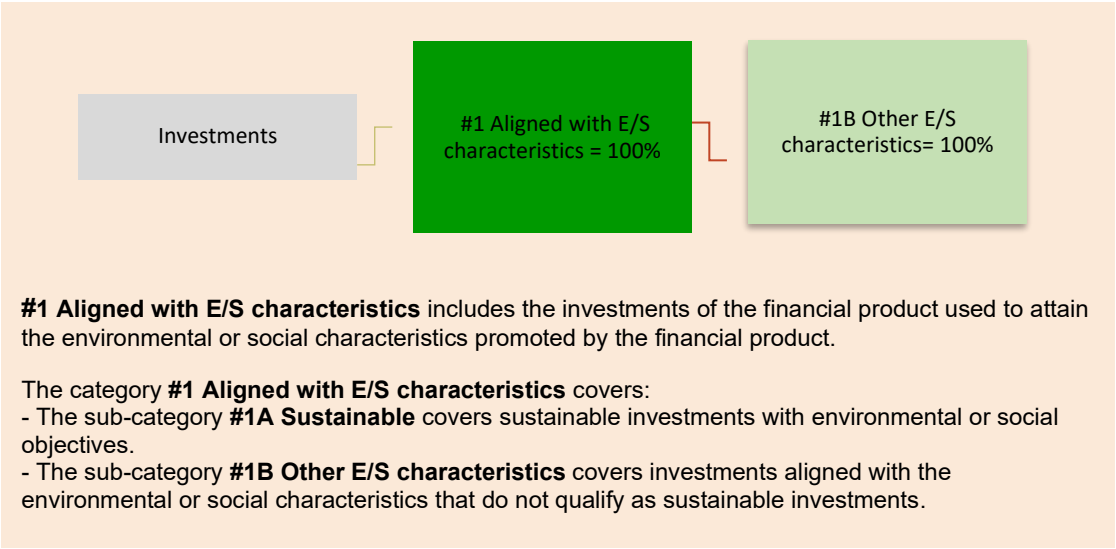 Investments
#1 Aligned with E/S
characteristics = 100%
#1B Other E/S
characteristics= 100%
#1 Aligned with E/S characteristics includes the investments of the financial product used to attain
the environmental or social characteristics promoted by the financial product.
The category #1 Aligned with E/S characteristics covers:
- The sub-category #1A Sustainable covers sustainable investments with environmental or social
objectives.
- The sub-category #1B Other E/S characteristics covers investments aligned with the
environmental or social characteristics that do not qualify as sustainable investments.